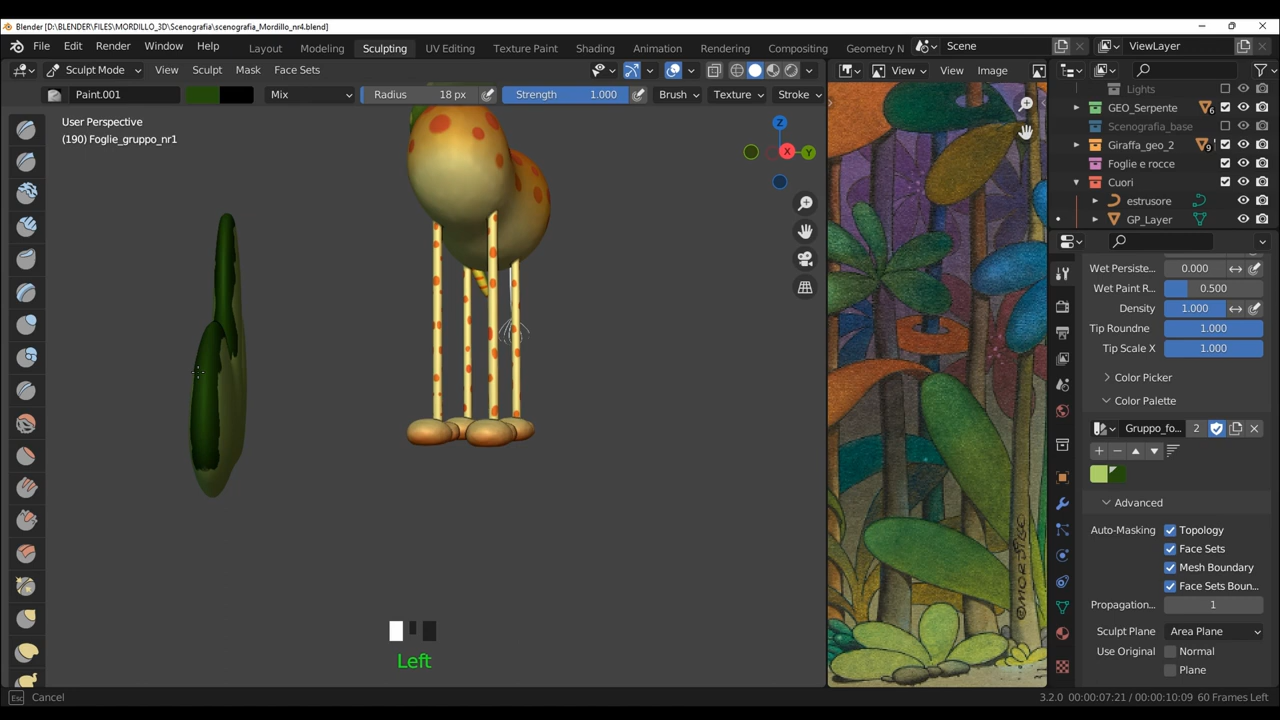 Blender [D:\BLENDER\FILES\MORDILLO_3D\Scenografia\scenografia_Mordillo_nr4.blend]
File Edit Render Window Help Layout Modeling Sculpting UV Editing Texture Paint Shading Animation Rendering Compositing Geometry N Scene ViewLayer
Sculpt Mode View Sculpt Mask Face Sets View View Image
Paint.001 Mix Radius 18 px Strength 1.000 Brush Texture Stroke
User Perspective
(190) Foglie_gruppo_nr1
Z
X
Y
Lights
GEO_Serpente 6
Scenografia_base
Giraffa_geo_2 9
Foglie e rocce
Cuori
estrusore
GP_Layer
Wet Persiste... 0.000
Wet Paint R... 0.500
Density 1.000
Tip Roundne 1.000
Tip Scale X 1.000
Color Picker
Color Palette
Gruppo_fo... 2
Advanced
Auto-Masking Topology
Face Sets
Mesh Boundary
Face Sets Boun...
Propagation... 1
Sculpt Plane Area Plane
Use Original Normal
Plane
©MORDILLO
Left
Esc Cancel 3.2.0 00:00:07:21 / 00:00:10:09 60 Frames Left